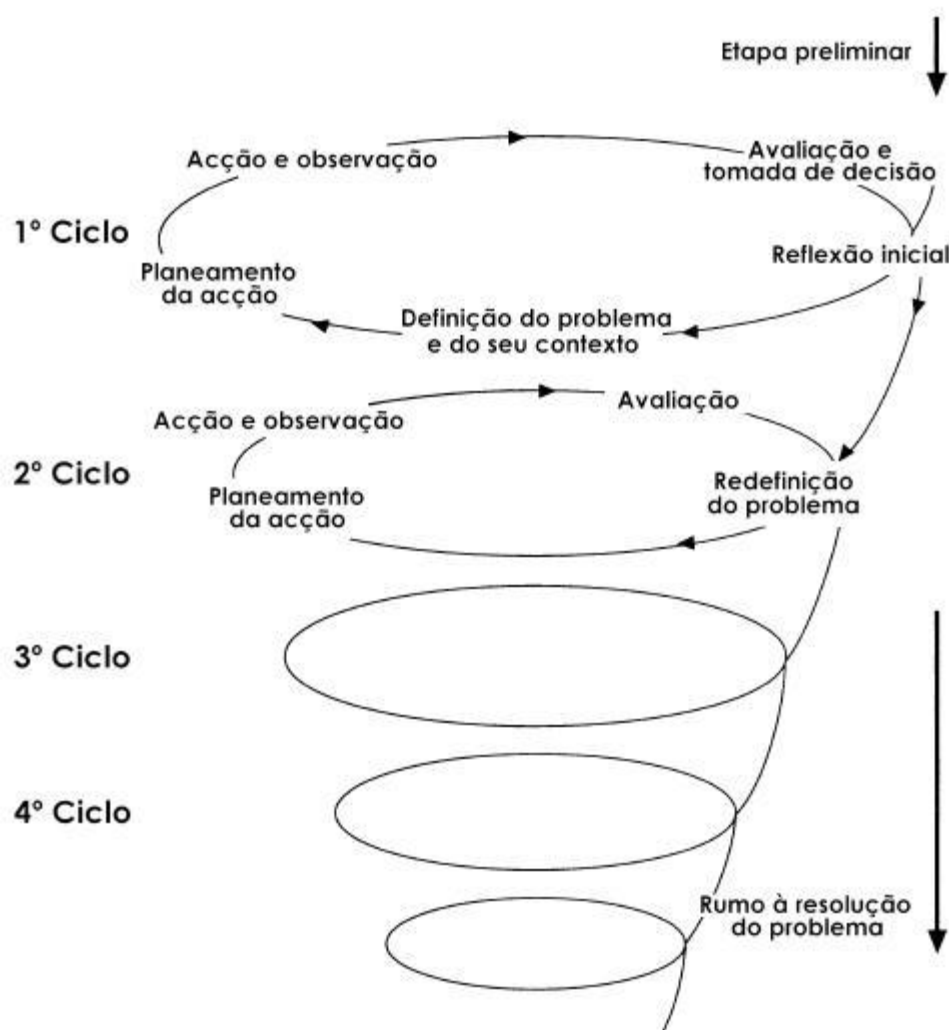 Etapa preliminar
Acção e observação
Avaliação e
tomada de decisão
1º Ciclo
Reflexão inicial
Planeamento
da acção
Definição do problema
e do seu contexto
Avaliação
Acção e observação
2º Ciclo
Redefinição
do problema
Planeamento
da acção
3º Ciclo
4º Ciclo
Rumo à resolução
do problema